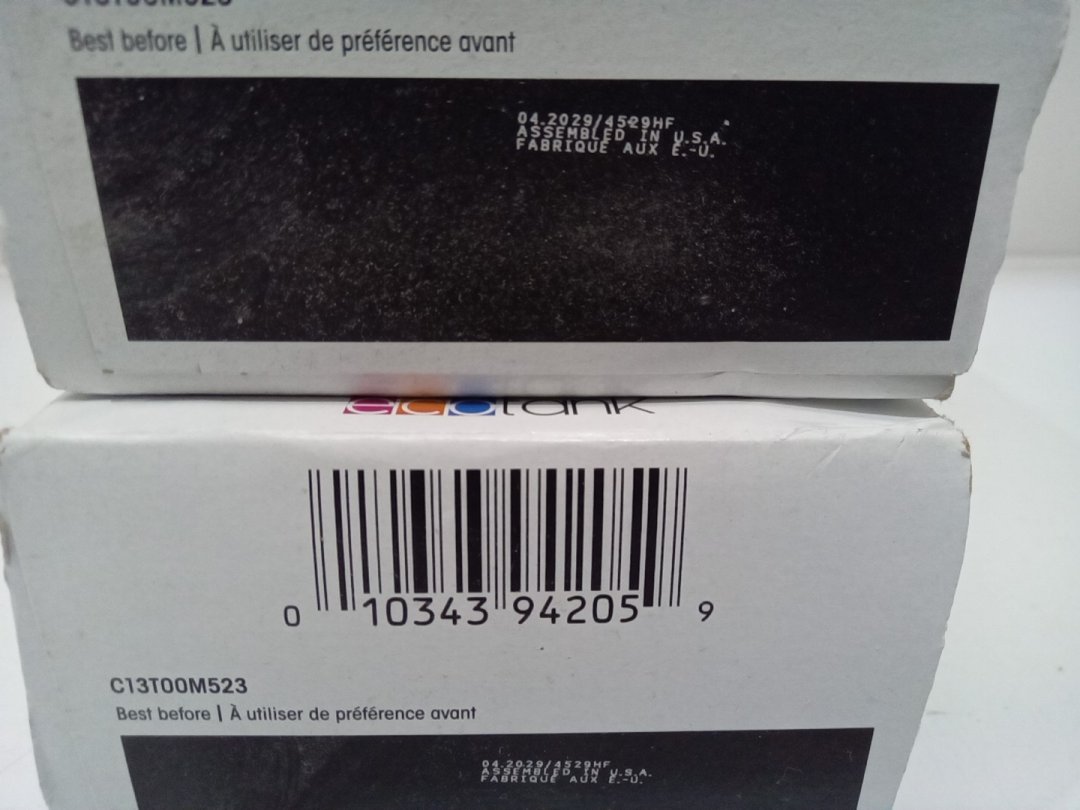 C13T00M523
Best before | À utiliser de préférence avant
04.2029/4529HF
ASSEMBLED IN U.S.A.
FABRIQUE AUX E.-U.
ecotank
0 10343 94205 9
C13T00M523
Best before | À utiliser de préférence avant
04.2029/4529HF
ASSEMBLED IN U.S.A.
FABRIQUE AUX E.-U.